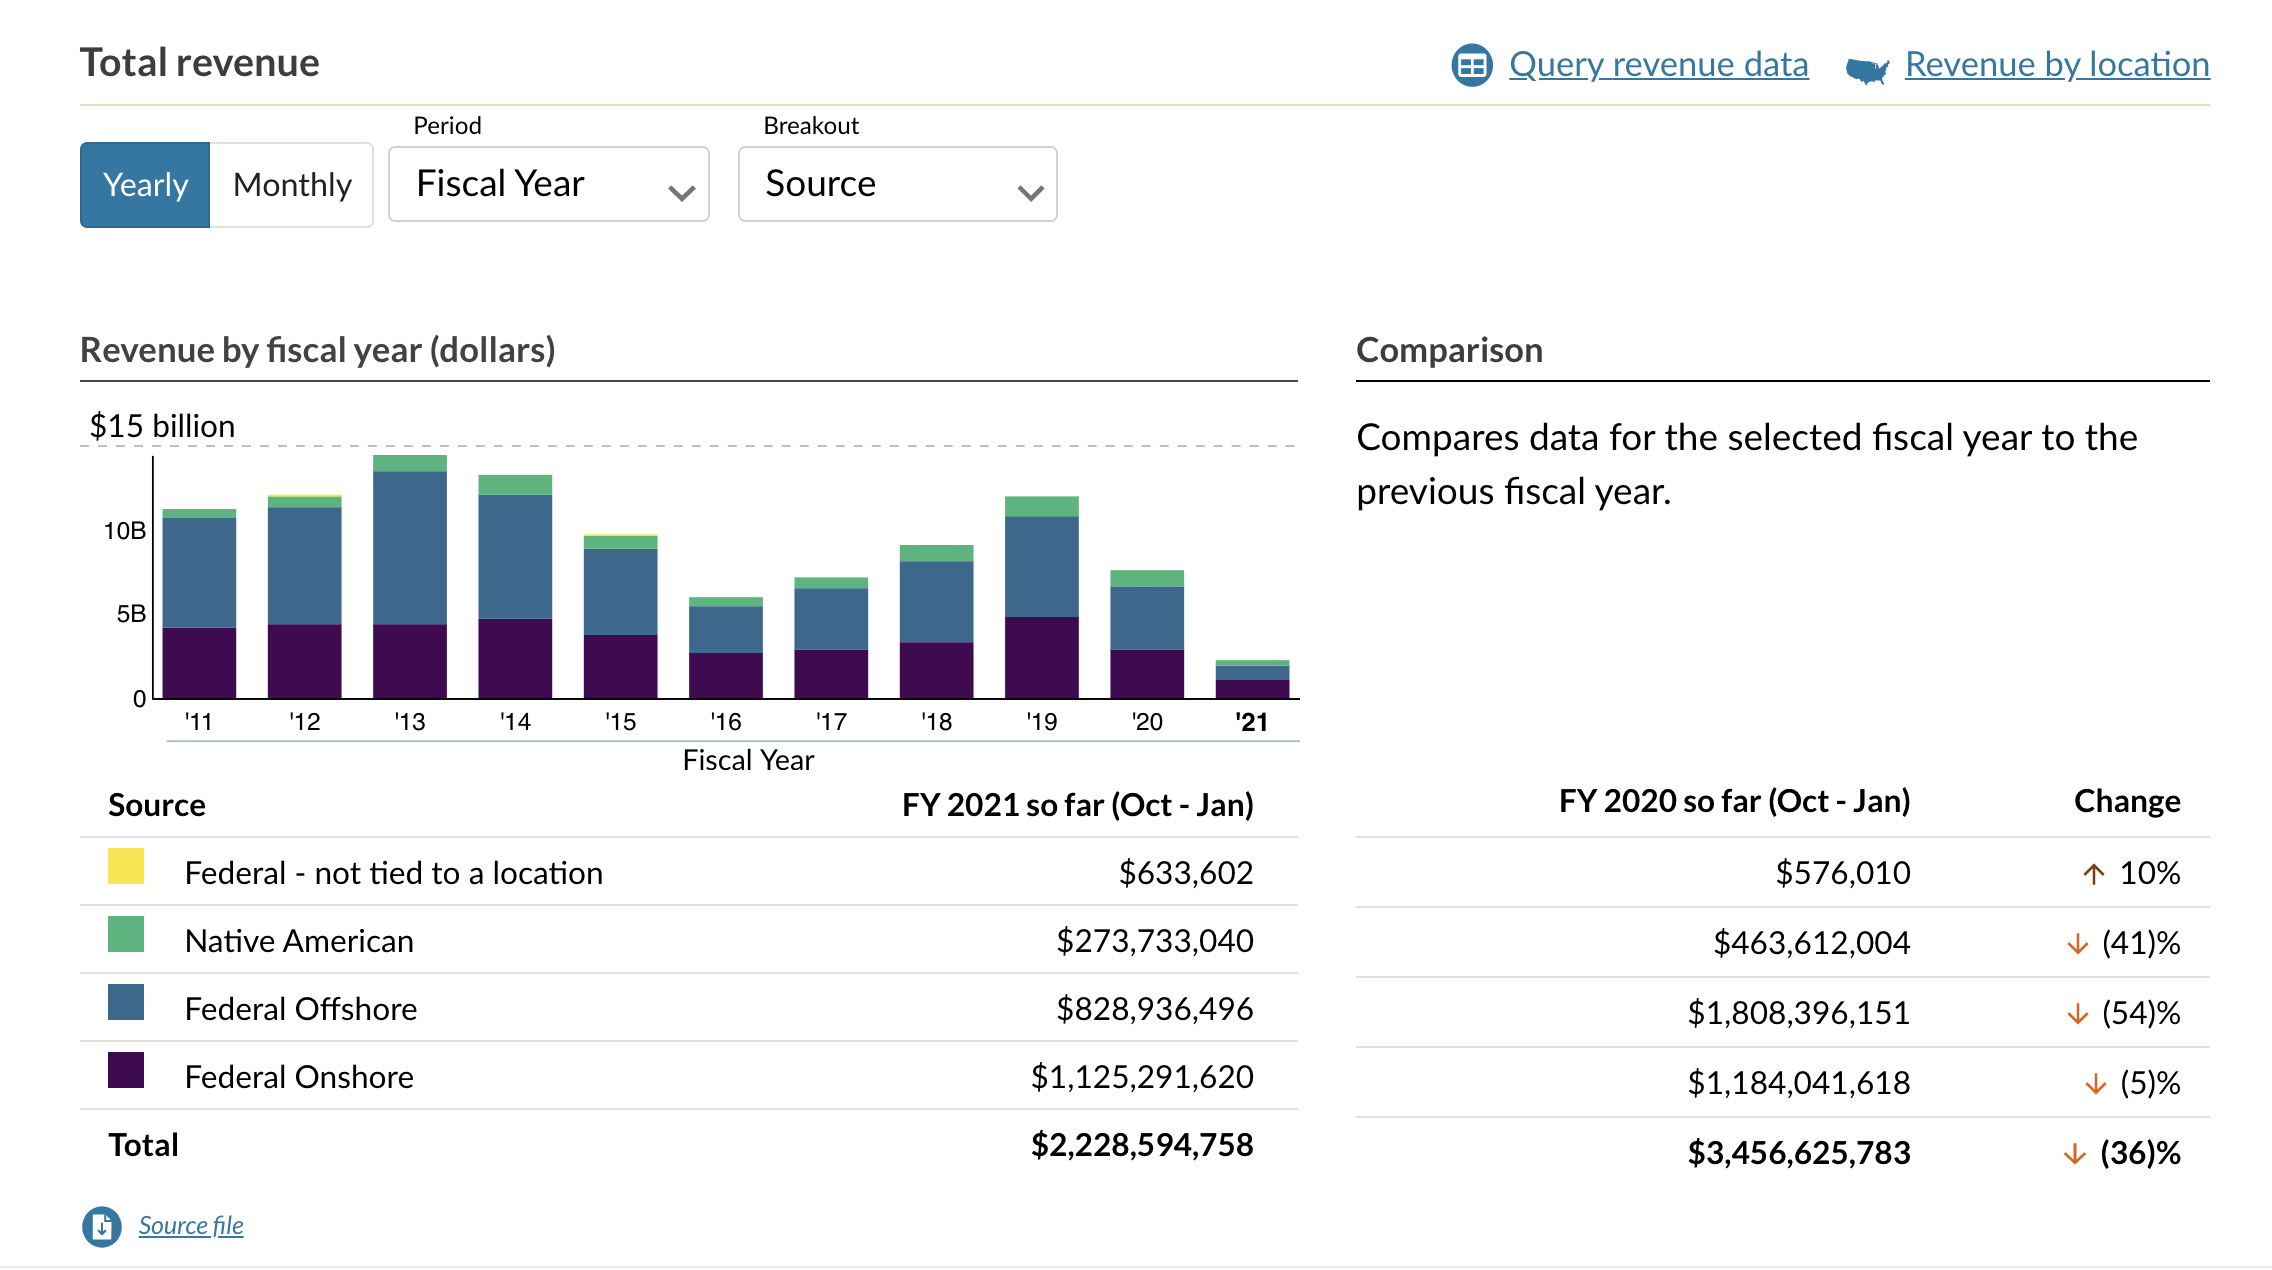 Total revenue
Query revenue data
Revenue by location
Period
Breakout
Yearly
Monthly
Fiscal Year
Source
Revenue by fiscal year (dollars)
$15 billion
10B
5B
0
'11 '12 '13 '14 '15 '16 '17 '18 '19 '20 '21
Fiscal Year
Comparison
Compares data for the selected fiscal year to the
previous fiscal year.
Source FY 2021 so far (Oct - Jan) FY 2020 so far (Oct - Jan) Change
Federal - not tied to a location $633,602 $576,010 ↑ 10%
Native American $273,733,040 $463,612,004 ↓ (41)%
Federal Offshore $828,936,496 $1,808,396,151 ↓ (54)%
Federal Onshore $1,125,291,620 $1,184,041,618 ↓ (5)%
Total $2,228,594,758 $3,456,625,783 ↓ (36)%
Source file